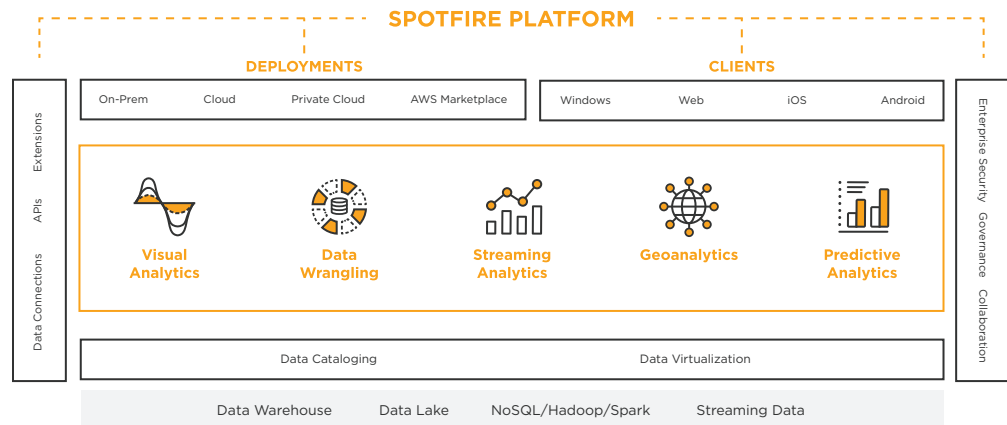 SPOTFIRE PLATFORM
DEPLOYMENTS
CLIENTS
On-Prem Cloud Private Cloud AWS Marketplace
Windows Web iOS Android
Extensions
APIs
Data Connections
Visual
Analytics
Data
Wrangling
Streaming
Analytics
Geoanalytics
Predictive
Analytics
Enterprise Security
Governance
Collaboration
Data Cataloging Data Virtualization
Data Warehouse Data Lake NoSQL/Hadoop/Spark Streaming Data